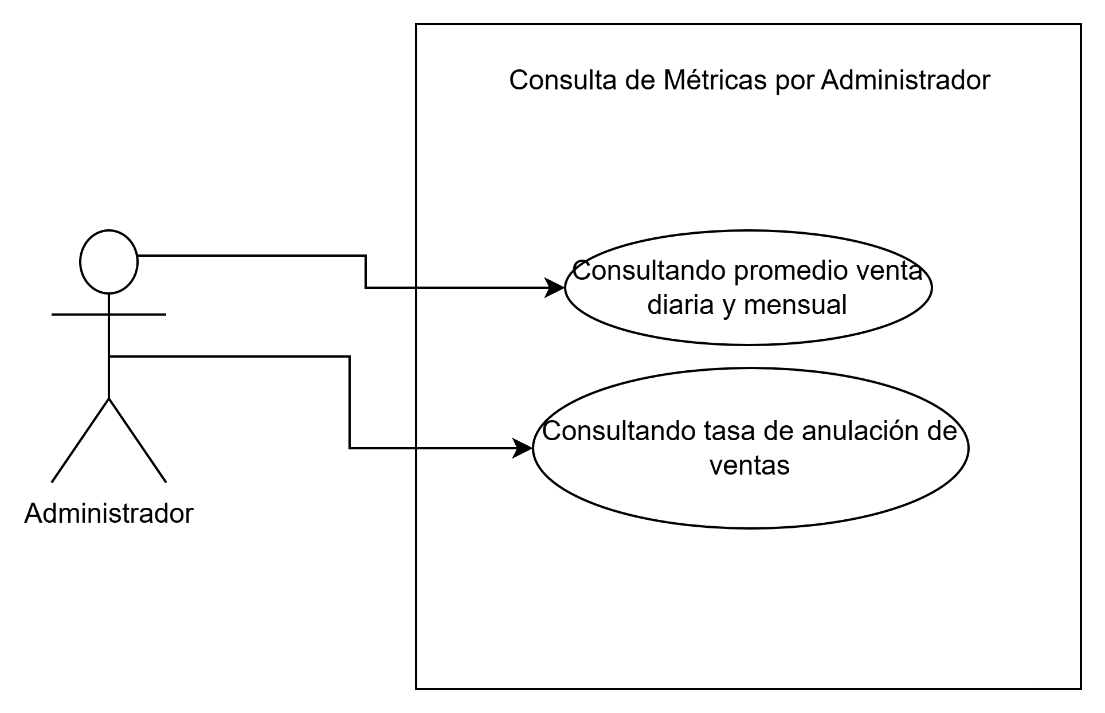 Consulta de Métricas por Administrador
Consultando promedio venta
diaria y mensual
Consultando tasa de anulación de
ventas
Administrador